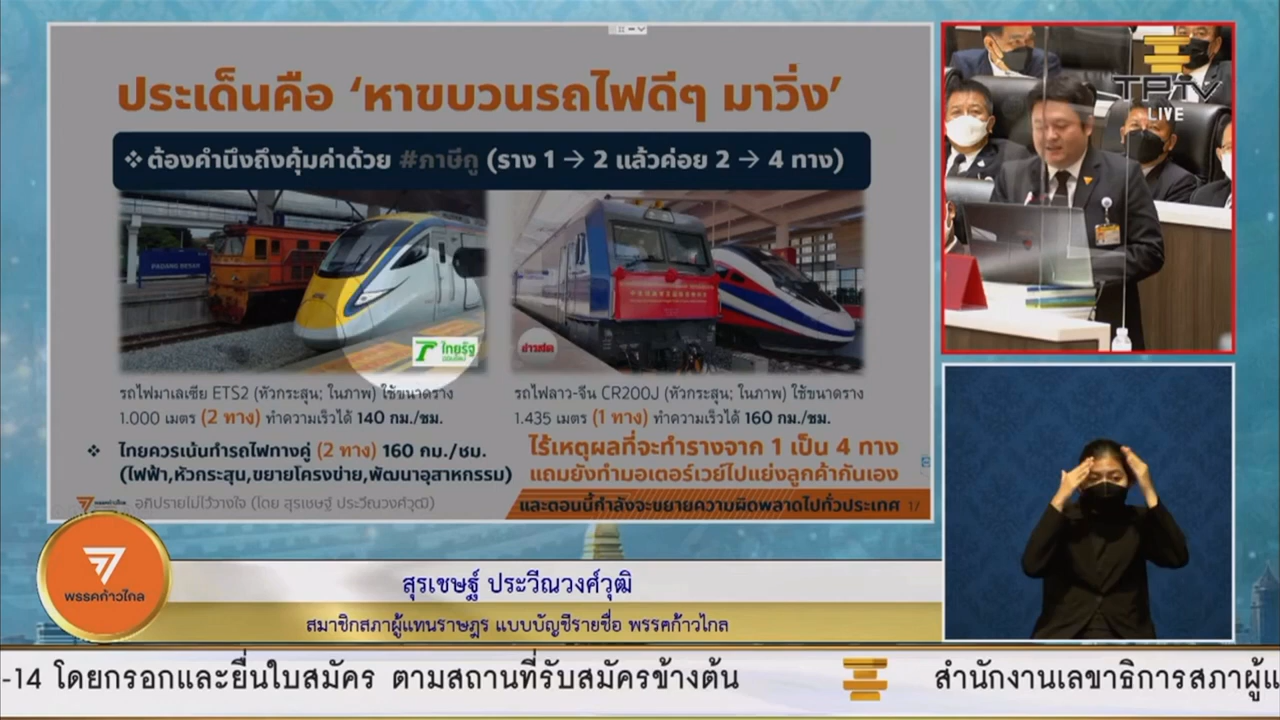 ประเด็นคือ ‘หาขบวนรถไฟดีๆ มาวิ่ง’
❖ ต้องคำนึงถึงคุ้มค่าด้วย #ภาษีกู (ราง 1 → 2 แล้วค่อย 2 → 4 ทาง)
PADANG BESAR
ไทยรัฐ
ออนไลน์
ข่าวสด
รถไฟมาเลเซีย ETS2 (หัวกระสุน; ในภาพ) ใช้ขนาดราง
1.000 เมตร (2 ทาง) ทำความเร็วได้ 140 กม./ชม.
รถไฟลาว-จีน CR200J (หัวกระสุน; ในภาพ) ใช้ขนาดราง
1.435 เมตร (1 ทาง) ทำความเร็วได้ 160 กม./ชม.
❖ ไทยควรเน้นทำรถไฟทางคู่ (2 ทาง) 160 กม./ชม.
(ไฟฟ้า,หัวกระสุน,ขยายโครงข่าย,พัฒนาอุตสาหกรรม)
ไร้เหตุผลที่จะทำรางจาก 1 เป็น 4 ทาง
แถมยังทำมอเตอร์เวย์ไปแย่งลูกค้ากันเอง
อภิปรายไม่ไว้วางใจ (โดย สุรเชษฐ์ ประวีณวงศ์วุฒิ)
และตอนนี้กำลังจะขยายความผิดพลาดไปทั่วประเทศ 17
TPTV
LIVE
พรรคก้าวไกล
สุรเชษฐ์ ประวีณวงศ์วุฒิ
สมาชิกสภาผู้แทนราษฎร แบบบัญชีรายชื่อ พรรคก้าวไกล
-14 โดยกรอกและยื่นใบสมัคร ตามสถานที่รับสมัครข้างต้น สำนักงานเลขาธิการสภาผู้แ